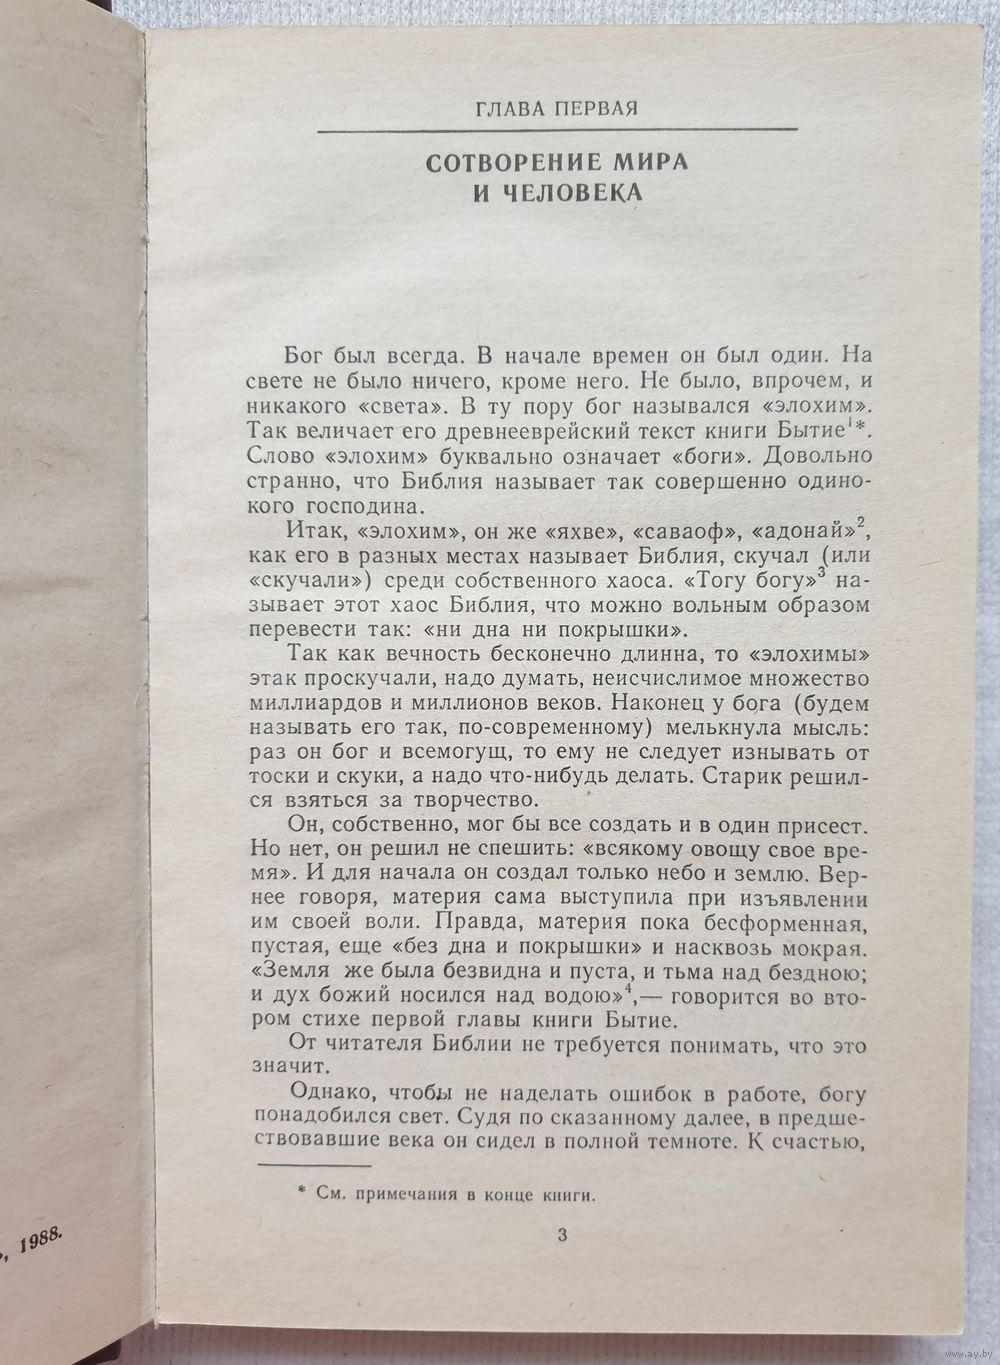 ГЛАВА ПЕРВАЯ
СОТВОРЕНИЕ МИРА
И ЧЕЛОВЕКА
Бог был всегда. В начале времен он был один. На
свете не было ничего, кроме него. Не было, впрочем, и
никакого «света». В ту пору бог назывался «элохим».
Так величает его древнееврейский текст книги Бытие¹*.
Слово «элохим» буквально означает «боги». Довольно
странно, что Библия называет так совершенно одино-
кого господина.
Итак, «элохим», он же «яхве», «саваоф», «адонай»²,
как его в разных местах называет Библия, скучал (или
«скучали») среди собственного хаоса. «Тогу богу»³ на-
зывает этот хаос Библия, что можно вольным образом
перевести так: «ни дна ни покрышки».
Так как вечность бесконечно длинна, то «элохимы»
этак проскучали, надо думать, неисчислимое множество
миллиардов и миллионов веков. Наконец у бога (будем
называть его так, по-современному) мелькнула мысль:
раз он бог и всемогущ, то ему не следует изнывать от
тоски и скуки, а надо что-нибудь делать. Старик решил-
ся взяться за творчество.
Он, собственно, мог бы все создать и в один присест.
Но нет, он решил не спешить: «всякому овощу свое вре-
мя». И для начала он создал только небо и землю. Вер-
нее говоря, материя сама выступила при изъявлении
им своей воли. Правда, материя пока бесформенная,
пустая, еще «без дна и покрышки» и насквозь мокрая.
«Земля же была безвидна и пуста, и тьма над бездною;
и дух божий носился над водою»⁴,— говорится во вто-
ром стихе первой главы книги Бытие.
От читателя Библии не требуется понимать, что это
значит.
Однако, чтобы не наделать ошибок в работе, богу
понадобился свет. Судя по сказанному далее, в предше-
ствовавшие века он сидел в полной темноте. К счастью,
* См. примечания в конце книги.
3
», 1988.
www.ay.by